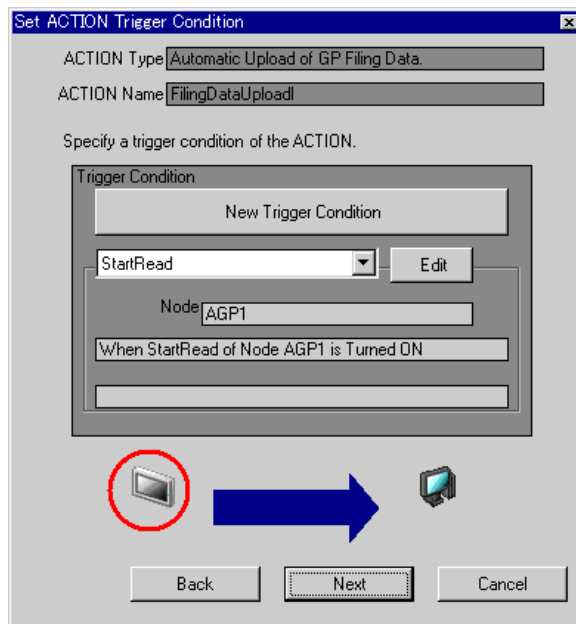 Set ACTION Trigger Condition
ACTION Type Automatic Upload of GP Filing Data.
ACTION Name FilingDataUploadl
Specify a trigger condition of the ACTION.
Trigger Condition
New Trigger Condition
StartRead Edit
Node AGP1
When StartRead of Node AGP1 is Turned ON
Back Next Cancel